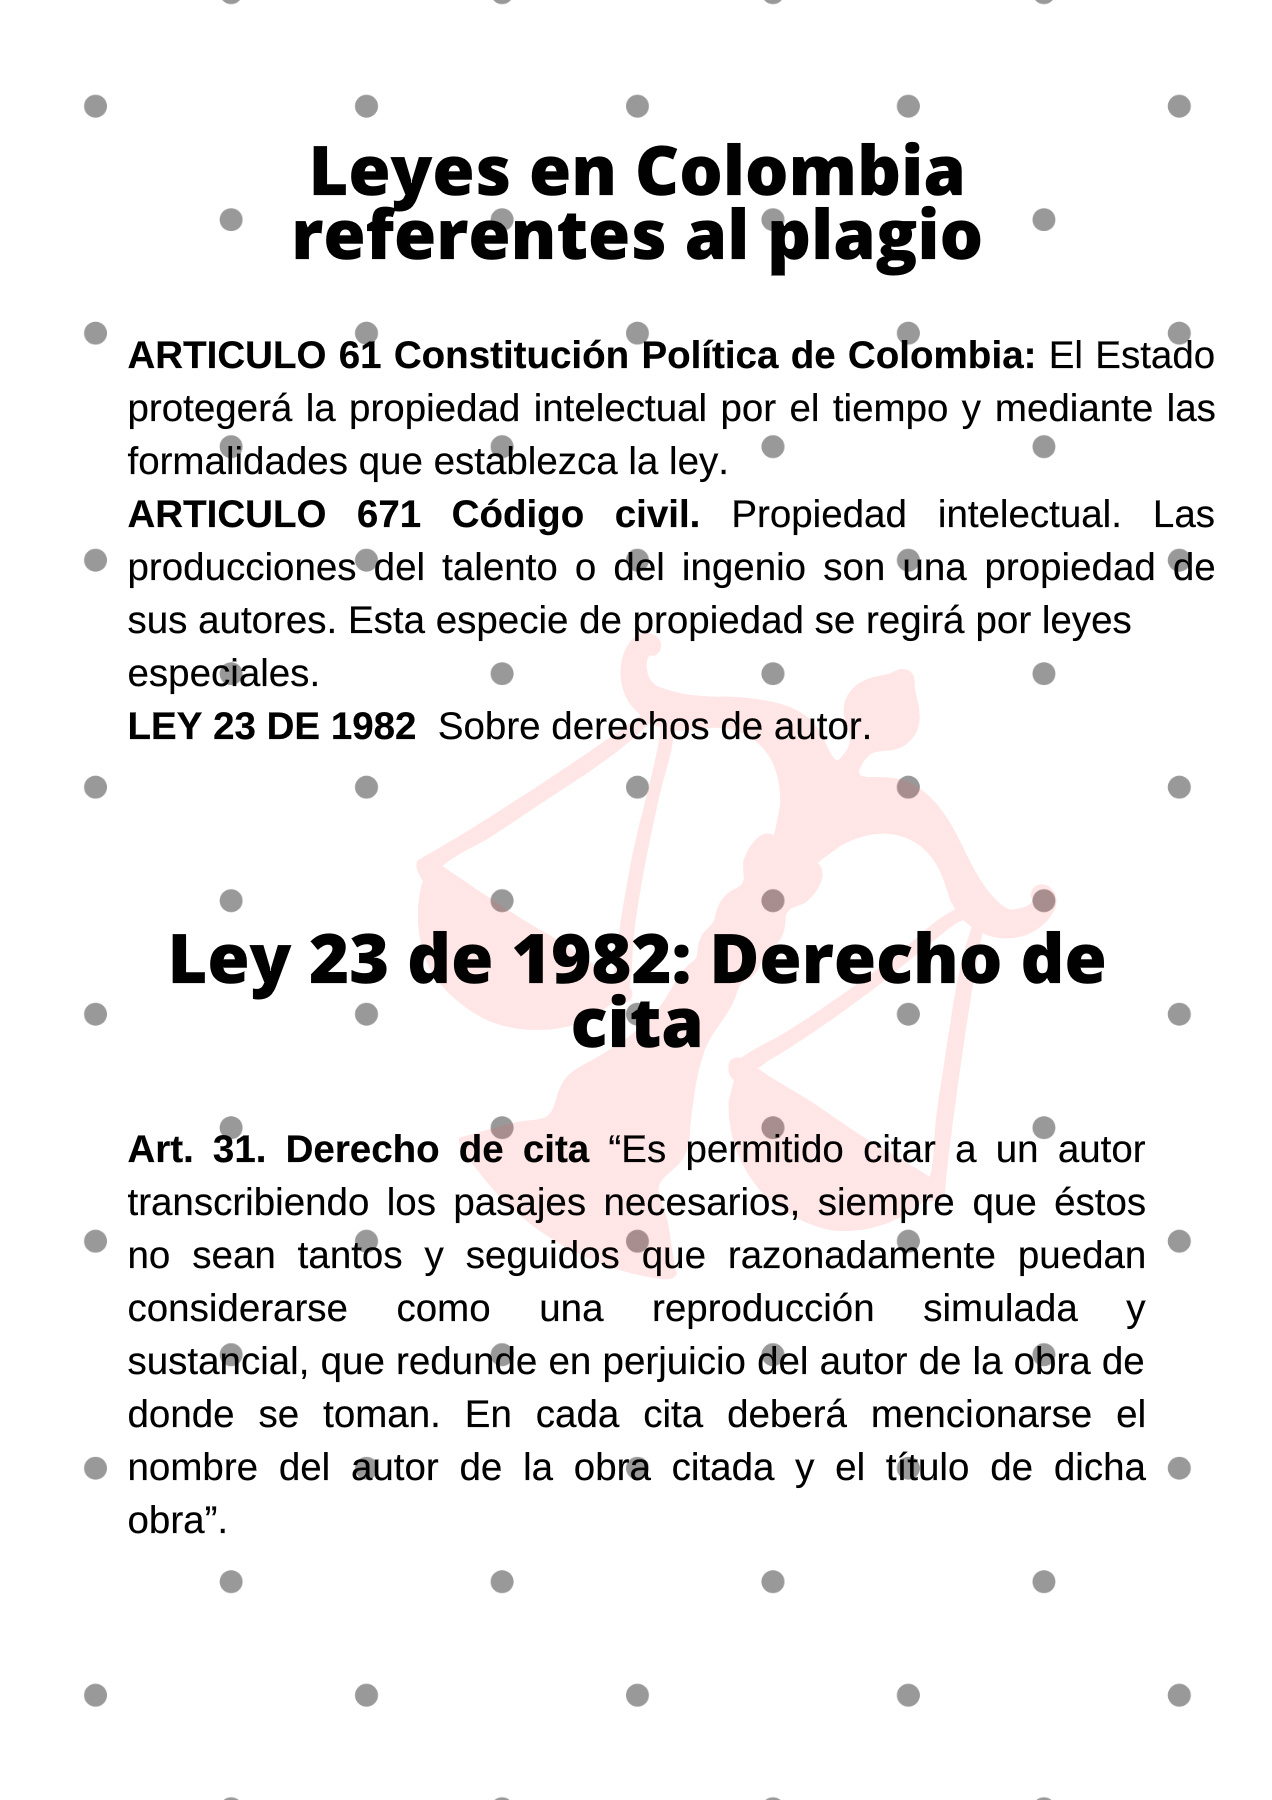 Leyes en Colombia
referentes al plagio
ARTICULO 61 Constitución Política de Colombia: El Estado
protegerá la propiedad intelectual por el tiempo y mediante las
formalidades que establezca la ley.
ARTICULO 671 Código civil. Propiedad intelectual. Las
producciones del talento o del ingenio son una propiedad de
sus autores. Esta especie de propiedad se regirá por leyes
especiales.
LEY 23 DE 1982 Sobre derechos de autor.
Ley 23 de 1982: Derecho de
cita
Art. 31. Derecho de cita “Es permitido citar a un autor
transcribiendo los pasajes necesarios, siempre que éstos
no sean tantos y seguidos que razonadamente puedan
considerarse como una reproducción simulada y
sustancial, que redunde en perjuicio del autor de la obra de
donde se toman. En cada cita deberá mencionarse el
nombre del autor de la obra citada y el título de dicha
obra”.